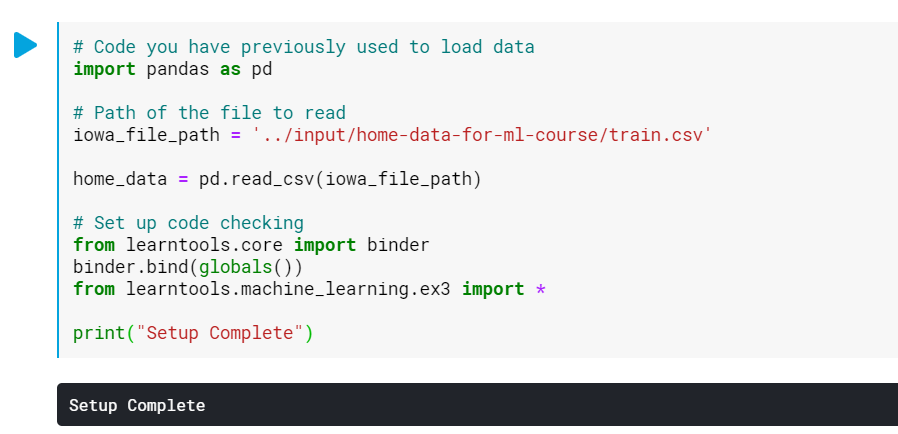 # Code you have previously used to load data
import pandas as pd
# Path of the file to read
iowa_file_path = '../input/home-data-for-ml-course/train.csv'
home_data = pd.read_csv(iowa_file_path)
# Set up code checking
from learntools.core import binder
binder.bind(globals())
from learntools.machine_learning.ex3 import *
print("Setup Complete")
Setup Complete